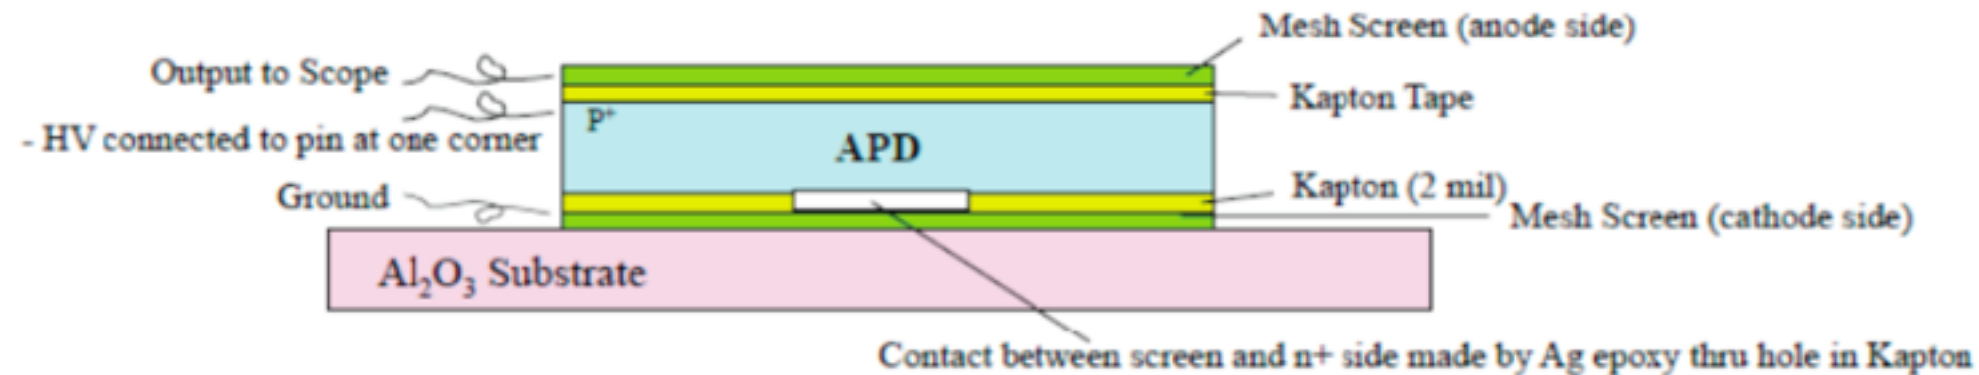 Mesh Screen (anode side)
Output to Scope
Kapton Tape
P+
- HV connected to pin at one corner
APD
Ground
Kapton (2 mil)
Mesh Screen (cathode side)
Al₂O₃ Substrate
Contact between screen and n+ side made by Ag epoxy thru hole in Kapton